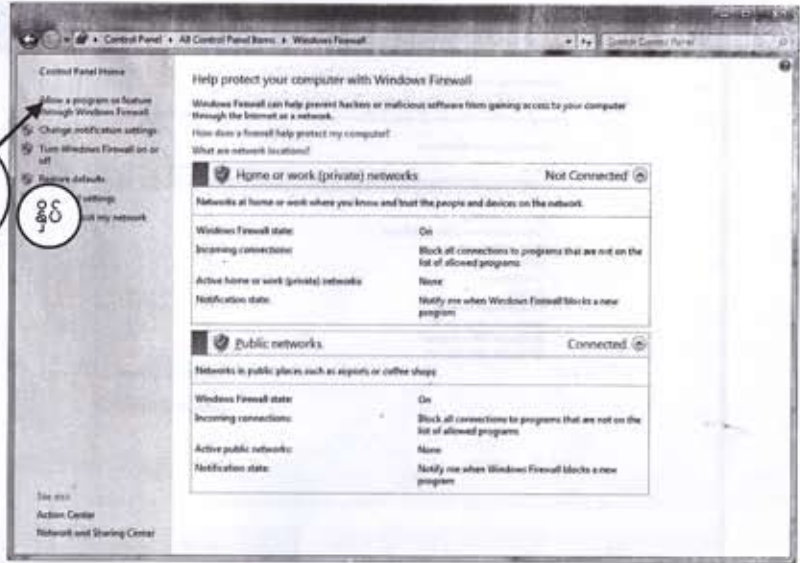 Control Panel ▸ All Control Panel Items ▸ Windows Firewall
Search Control Panel
Control Panel Home
Allow a program or feature
through Windows Firewall
Change notification settings
Turn Windows Firewall on or
off
Restore defaults
settings
my network
See also
Action Center
Network and Sharing Center
Help protect your computer with Windows Firewall
Windows Firewall can help prevent hackers or malicious software from gaining access to your computer
through the Internet or a network.
How does a firewall help protect my computer?
What are network locations?
Home or work (private) networks
Not Connected
Networks at home or work where you know and trust the people and devices on the network
Windows Firewall state:
On
Incoming connections:
Block all connections to programs that are not on the
list of allowed programs
Active home or work (private) networks:
None
Notification state:
Notify me when Windows Firewall blocks a new
program
Public networks
Connected
Networks in public places such as airports or coffee shops
Windows Firewall state:
On
Incoming connections:
Block all connections to programs that are not on the
list of allowed programs
Active public networks:
None
Notification state:
Notify me when Windows Firewall blocks a new
program